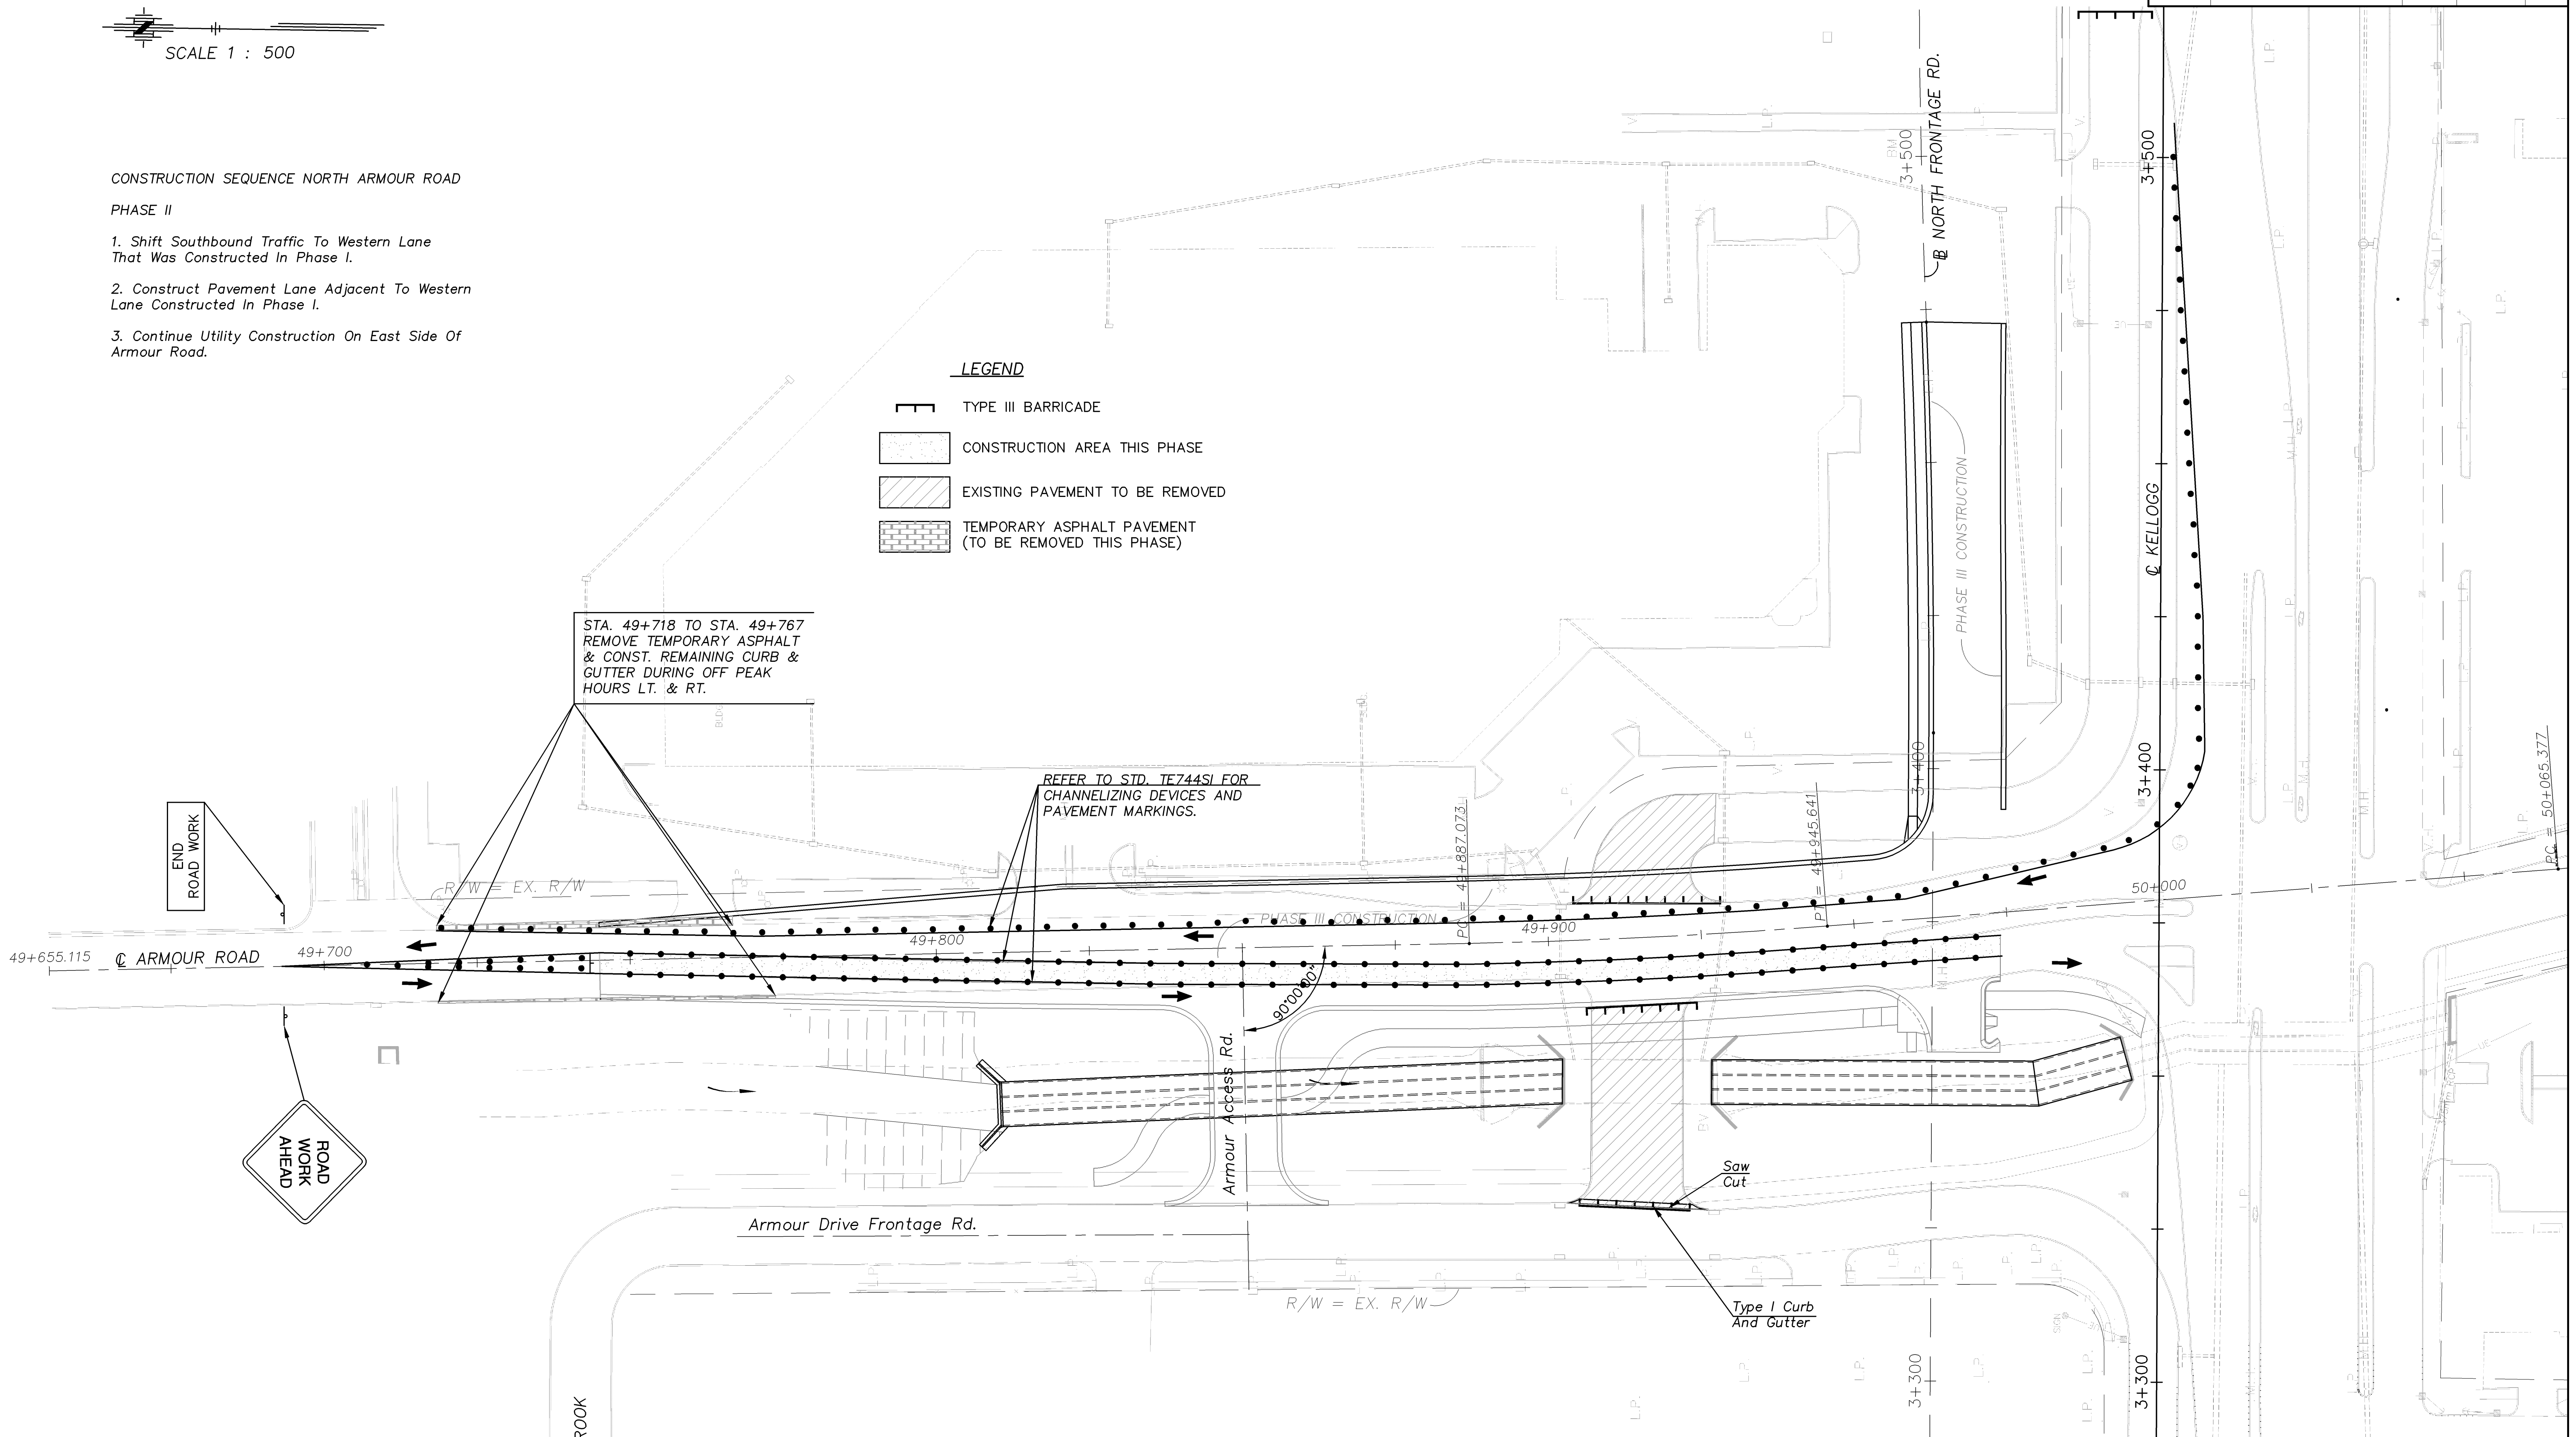 SCALE 1 : 500
CONSTRUCTION SEQUENCE NORTH ARMOUR ROAD
PHASE II
1. Shift Southbound Traffic To Western Lane
That Was Constructed In Phase I.
2. Construct Pavement Lane Adjacent To Western
Lane Constructed In Phase I.
3. Continue Utility Construction On East Side Of
Armour Road.
LEGEND
TYPE III BARRICADE
CONSTRUCTION AREA THIS PHASE
EXISTING PAVEMENT TO BE REMOVED
TEMPORARY ASPHALT PAVEMENT
(TO BE REMOVED THIS PHASE)
STA. 49+718 TO STA. 49+767
REMOVE TEMPORARY ASPHALT
& CONST. REMAINING CURB &
GUTTER DURING OFF PEAK
HOURS LT. & RT.
REFER TO STD. TE744SI FOR
CHANNELIZING DEVICES AND
PAVEMENT MARKINGS.
END
ROAD WORK
R/W = EX. R/W
49+655.115
℄ ARMOUR ROAD
49+700
49+800
PHASE III CONSTRUCTION
49+900
50+000
PC = 49+887.073
PT = 49+945.641
PC = 50+065.377
NORTH FRONTAGE RD.
3+500
3+400
3+300
PHASE III CONSTRUCTION
℄ KELLOGG
3+500
3+400
3+300
90°00'00"
Armour Access Rd.
ROAD
WORK
AHEAD
Armour Drive Frontage Rd.
Saw
Cut
Type I Curb
And Gutter
R/W = EX. R/W
ROOK